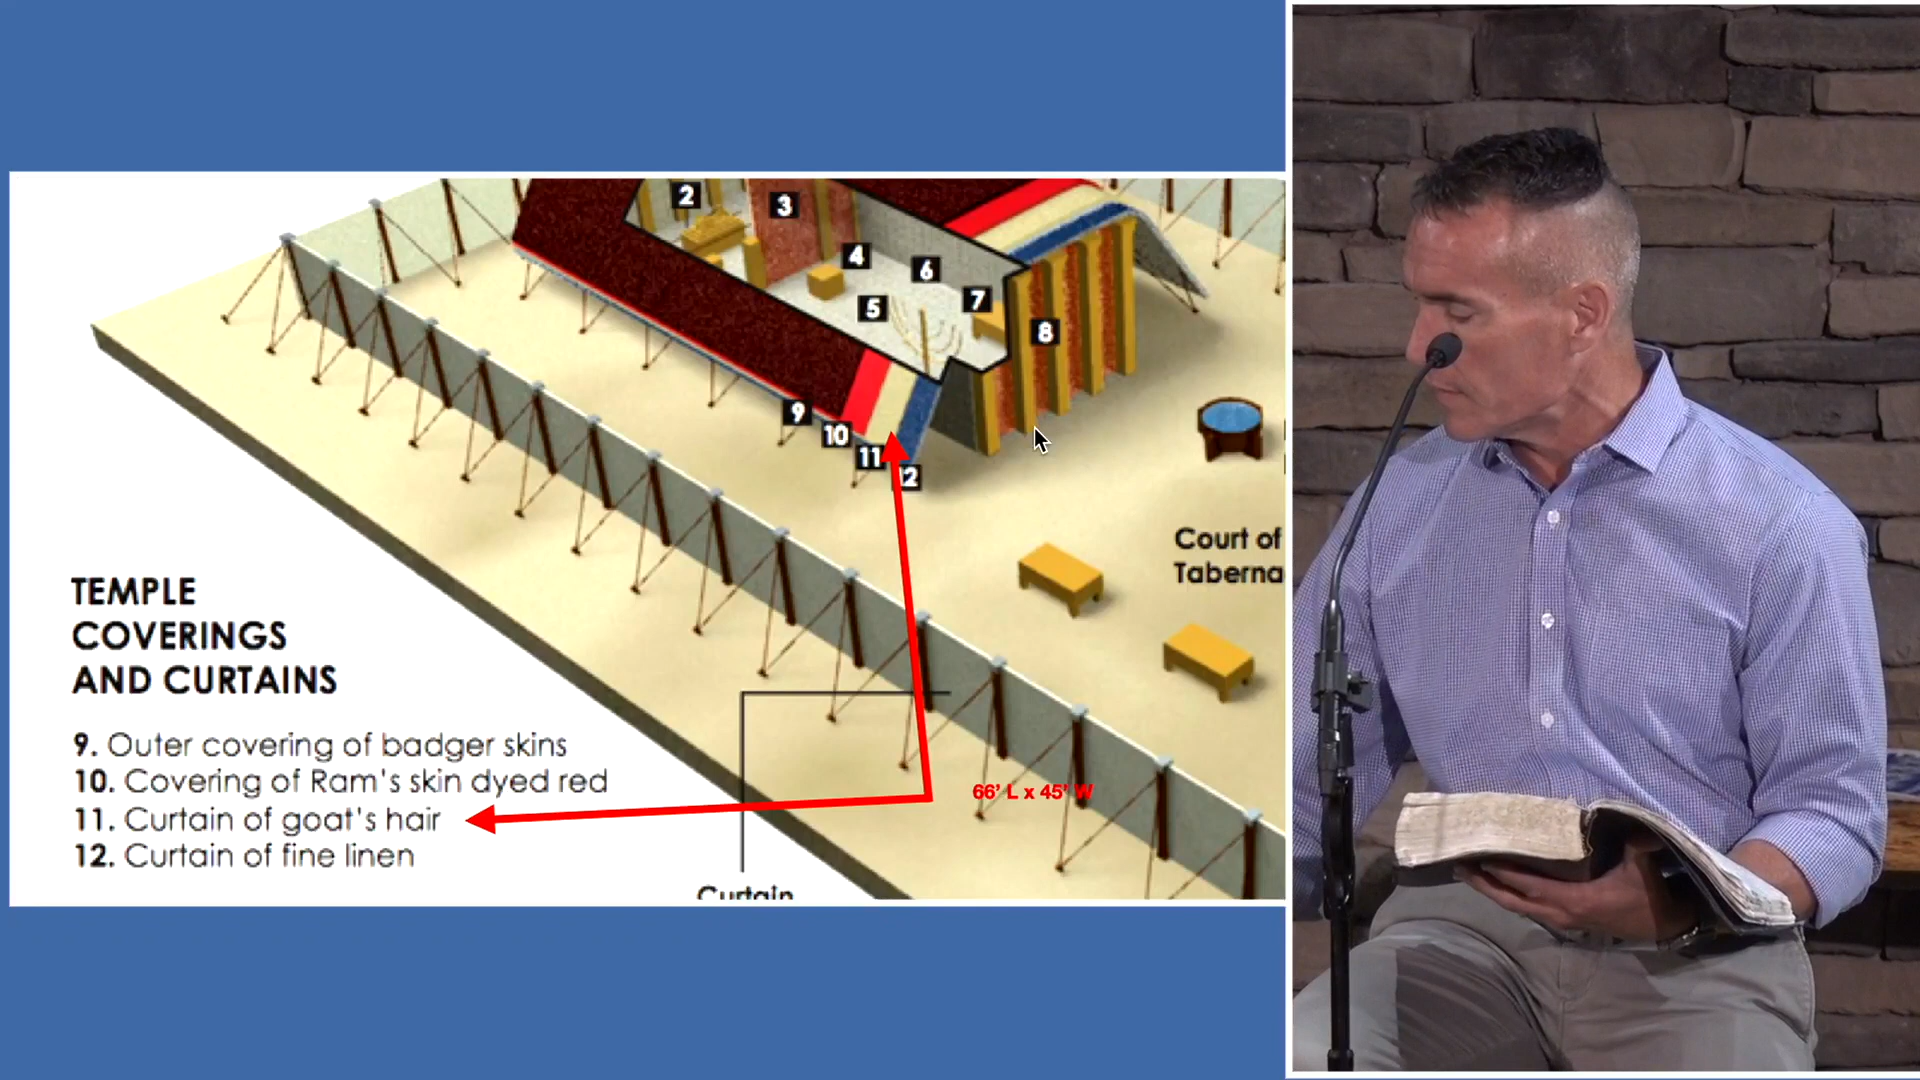 2
3
4
6
5
7
8
9
10
11
12
Court of
Taberna
TEMPLE
COVERINGS
AND CURTAINS
9. Outer covering of badger skins
10. Covering of Ram's skin dyed red
11. Curtain of goat's hair
12. Curtain of fine linen
66' L x 45' W
Curtain